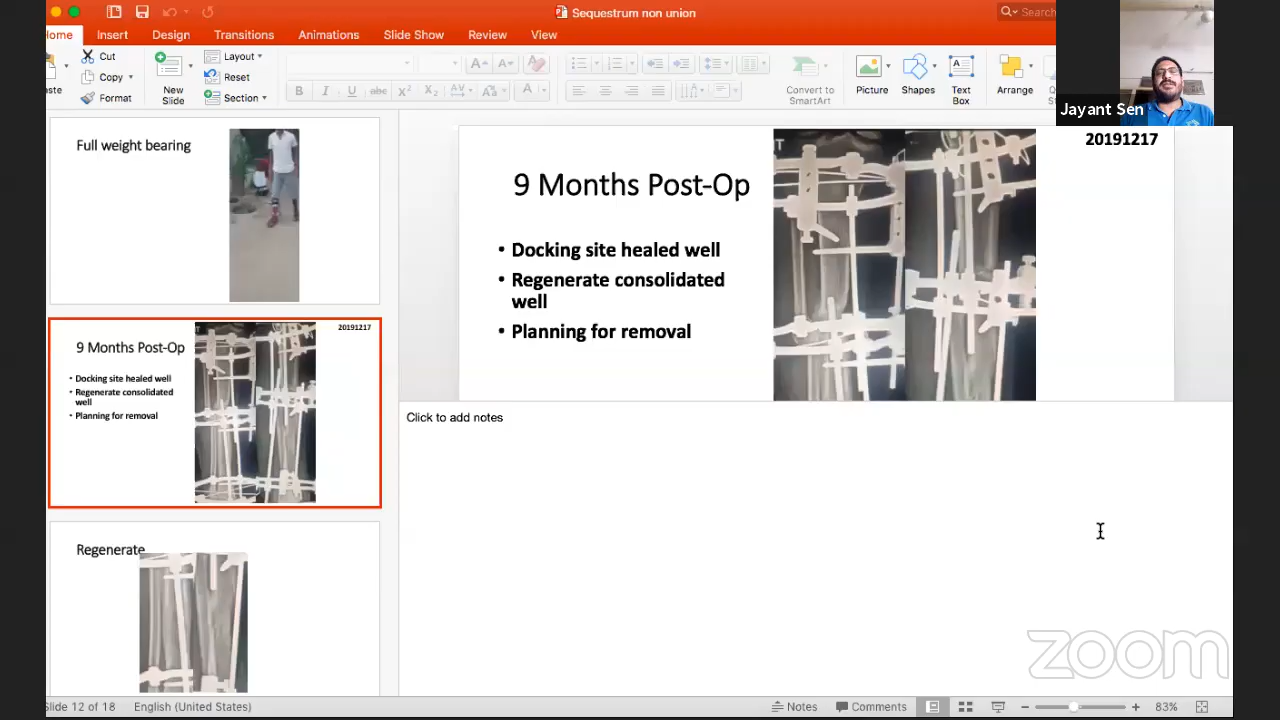 Sequestrum non union
Search
Home
Insert
Design
Transitions
Animations
Slide Show
Review
View
Cut
Copy
Format
New
Slide
Layout
Reset
Section
Convert to
SmartArt
Picture
Shapes
Text
Box
Arrange
Jayant Sen
Full weight bearing
20191217
9 Months Post-Op
• Docking site healed well
• Regenerate consolidated
well
• Planning for removal
Regenerate
20191217
9 Months Post-Op
• Docking site healed well
• Regenerate consolidated
well
• Planning for removal
Click to add notes
zoom
Slide 12 of 18
English (United States)
Notes
Comments
83%